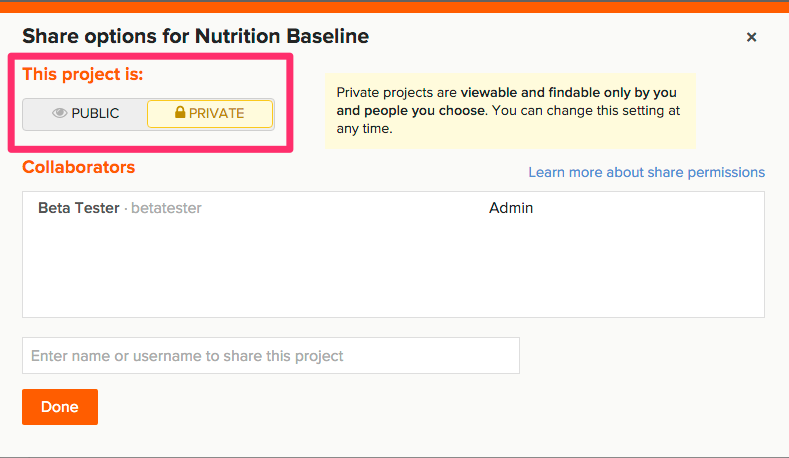 Share options for Nutrition Baseline
×
This project is:
PUBLIC PRIVATE
Private projects are viewable and findable only by you
and people you choose. You can change this setting at
any time.
Collaborators
Learn more about share permissions
Beta Tester · betatester Admin
Enter name or username to share this project
Done